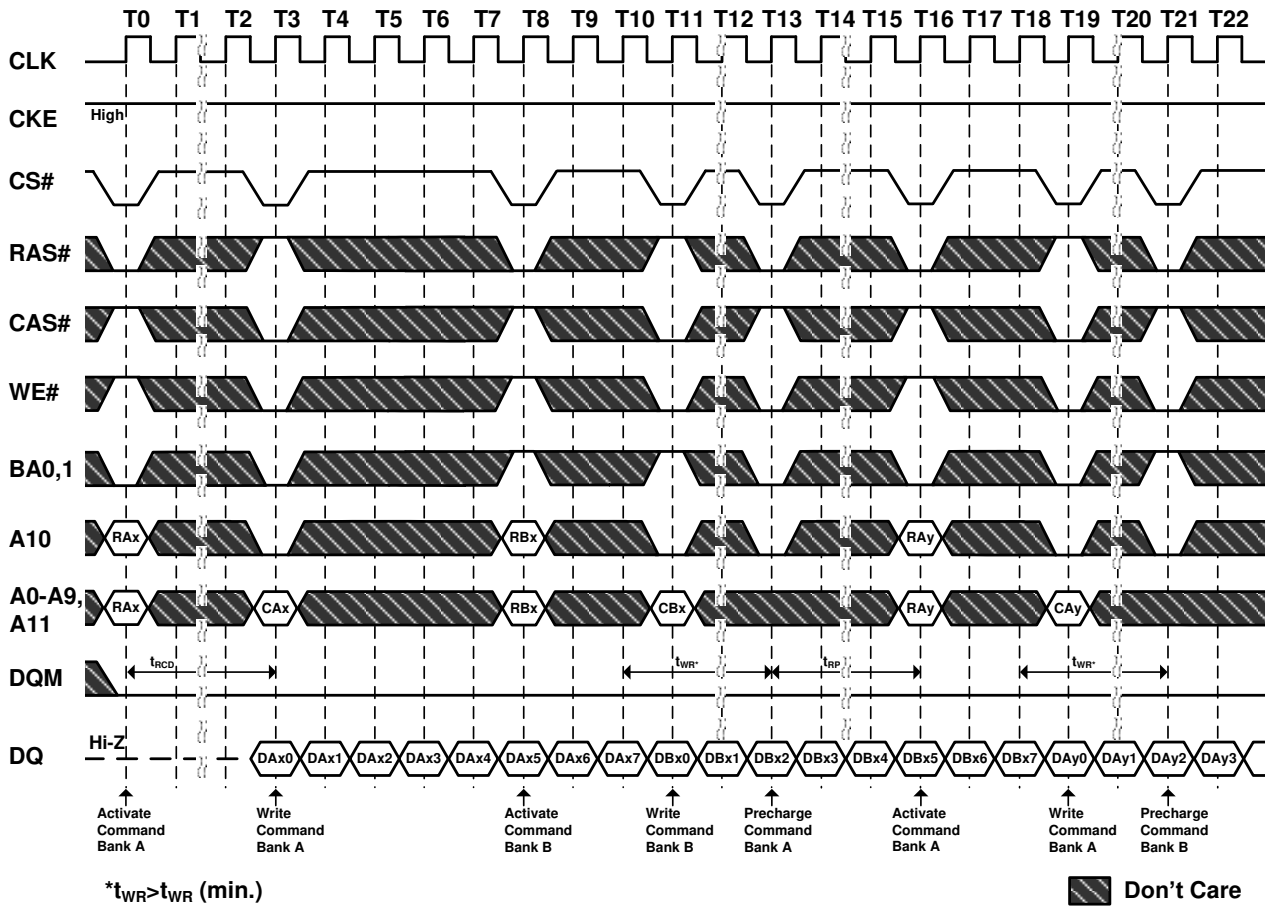 T0 T1 T2 T3 T4 T5 T6 T7 T8 T9 T10 T11 T12 T13 T14 T15 T16 T17 T18 T19 T20 T21 T22
CLK
CKE High
CS#
RAS#
CAS#
WE#
BA0,1
A10 RAx RBx RAy
A0-A9,
A11 RAx CAx RBx CBx RAy CAy
DQM tRCD tWR* tRP tWR*
DQ Hi-Z DAx0 DAx1 DAx2 DAx3 DAx4 DAx5 DAx6 DAx7 DBx0 DBx1 DBx2 DBx3 DBx4 DBx5 DBx6 DBx7 DAy0 DAy1 DAy2 DAy3
Activate
Command
Bank A
Write
Command
Bank A
Activate
Command
Bank B
Write
Command
Bank B
Precharge
Command
Bank A
Activate
Command
Bank A
Write
Command
Bank A
Precharge
Command
Bank B
*tWR>tWR (min.)
Don't Care